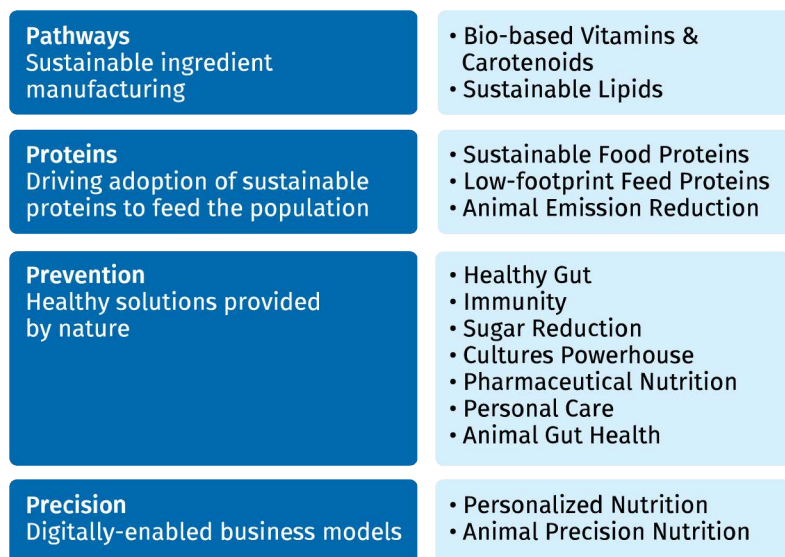 Pathways
Sustainable ingredient
manufacturing
• Bio-based Vitamins &
Carotenoids
• Sustainable Lipids
Proteins
Driving adoption of sustainable
proteins to feed the population
• Sustainable Food Proteins
• Low-footprint Feed Proteins
• Animal Emission Reduction
Prevention
Healthy solutions provided
by nature
• Healthy Gut
• Immunity
• Sugar Reduction
• Cultures Powerhouse
• Pharmaceutical Nutrition
• Personal Care
• Animal Gut Health
Precision
Digitally-enabled business models
• Personalized Nutrition
• Animal Precision Nutrition